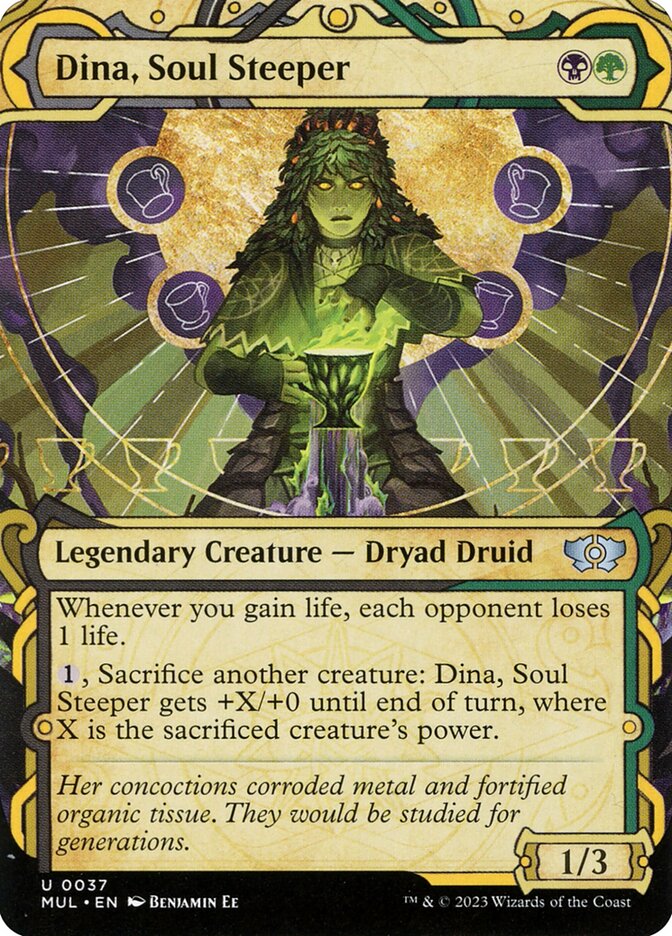 Dina, Soul Steeper
Legendary Creature — Dryad Druid
Whenever you gain life, each opponent loses
1 life.
1, Sacrifice another creature: Dina, Soul
Steeper gets +X/+0 until end of turn, where
X is the sacrificed creature's power.
Her concoctions corroded metal and fortified
organic tissue. They would be studied for
generations.
1/3
U 0037
MUL • EN Benjamin Ee
™ & © 2023 Wizards of the Coast